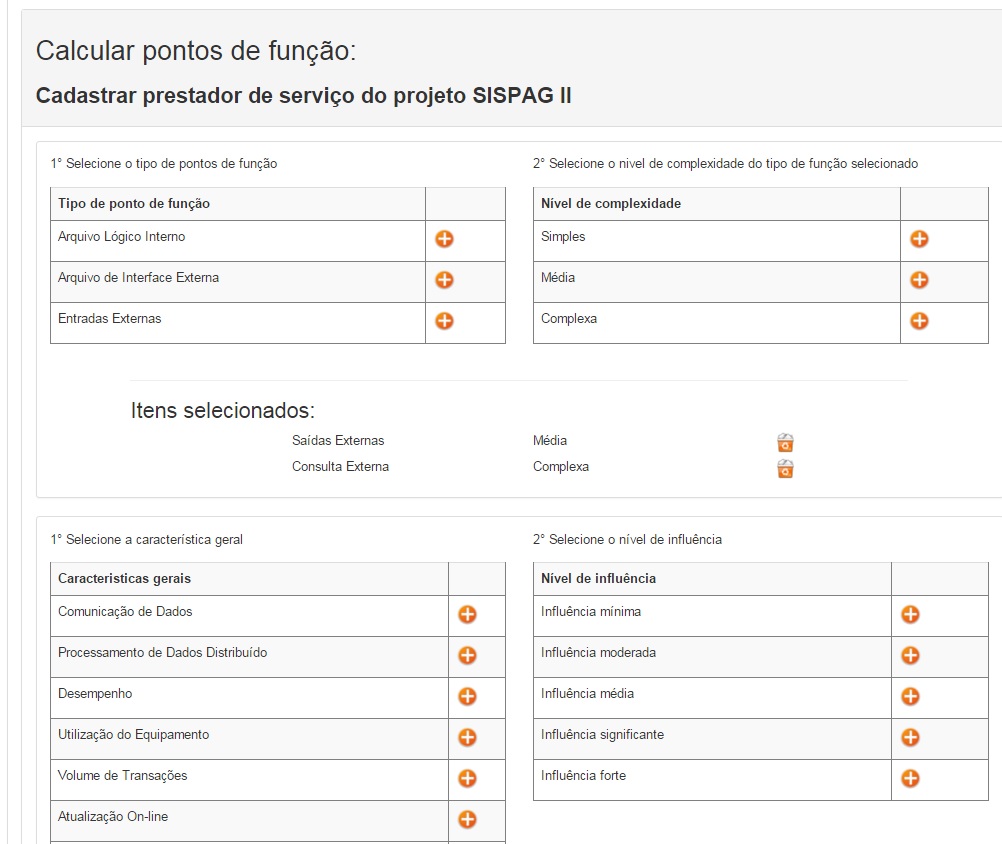 Calcular pontos de função:
Cadastrar prestador de serviço do projeto SISPAG II
1° Selecione o tipo de pontos de função
Tipo de ponto de função
Arquivo Lógico Interno
Arquivo de Interface Externa
Entradas Externas
2° Selecione o nivel de complexidade do tipo de função selecionado
Nível de complexidade
Simples
Média
Complexa
Itens selecionados:
Saídas Externas Média
Consulta Externa Complexa
1° Selecione a característica geral
Caracteristicas gerais
Comunicação de Dados
Processamento de Dados Distribuído
Desempenho
Utilização do Equipamento
Volume de Transações
Atualização On-line
2° Selecione o nível de influência
Nível de influência
Influência mínima
Influência moderada
Influência média
Influência significante
Influência forte